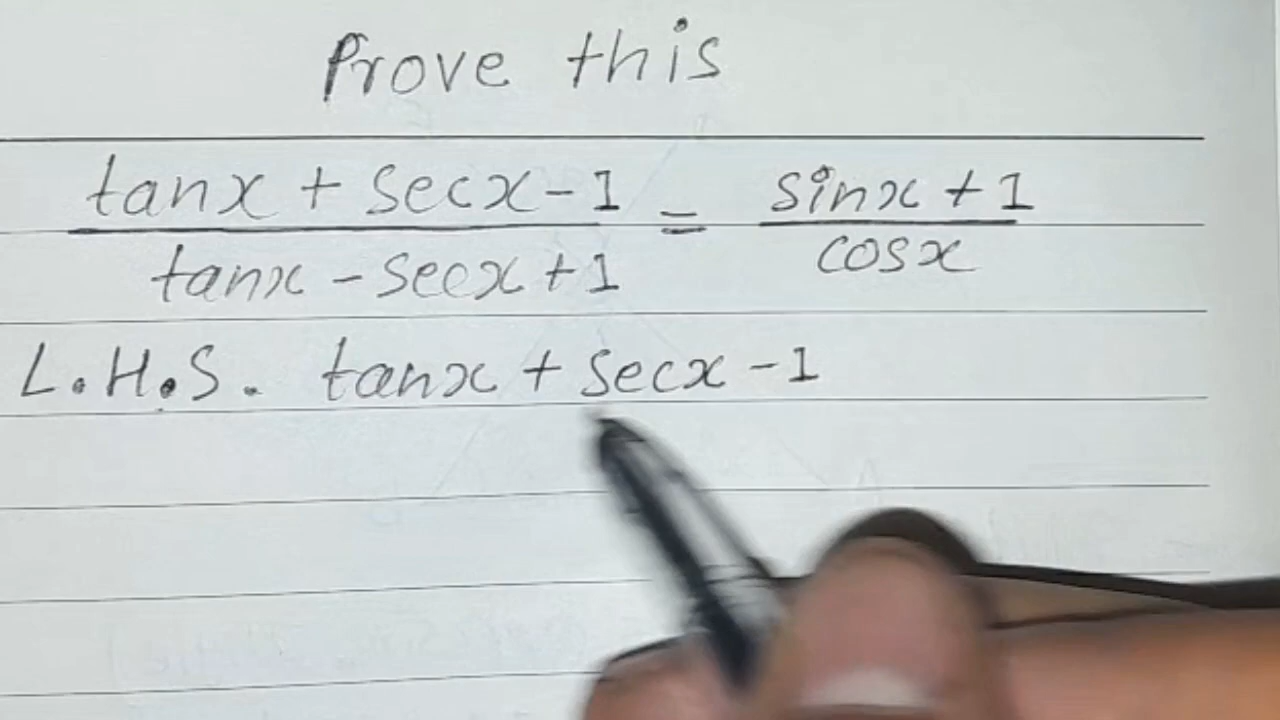 Prove this
tanx + secx - 1 = sinx + 1
tanx - secx + 1 cosx
L.H.S. tanx + secx - 1